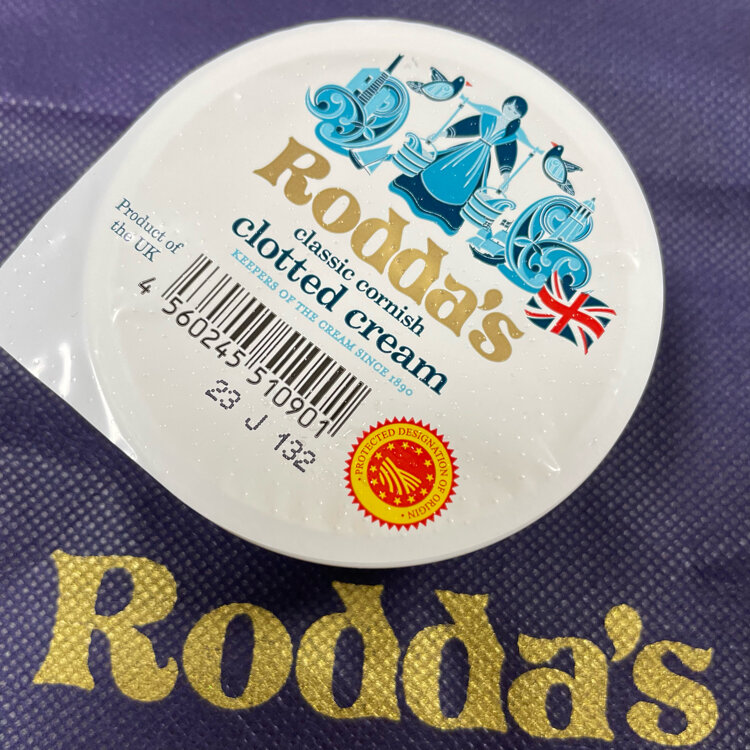 Rodda's
classic cornish
clotted cream
KEEPERS OF THE CREAM SINCE 1890
Product of
the UK
4 560245 510901
23 J 132
PROTECTED DESIGNATION OF ORIGIN
Rodda's